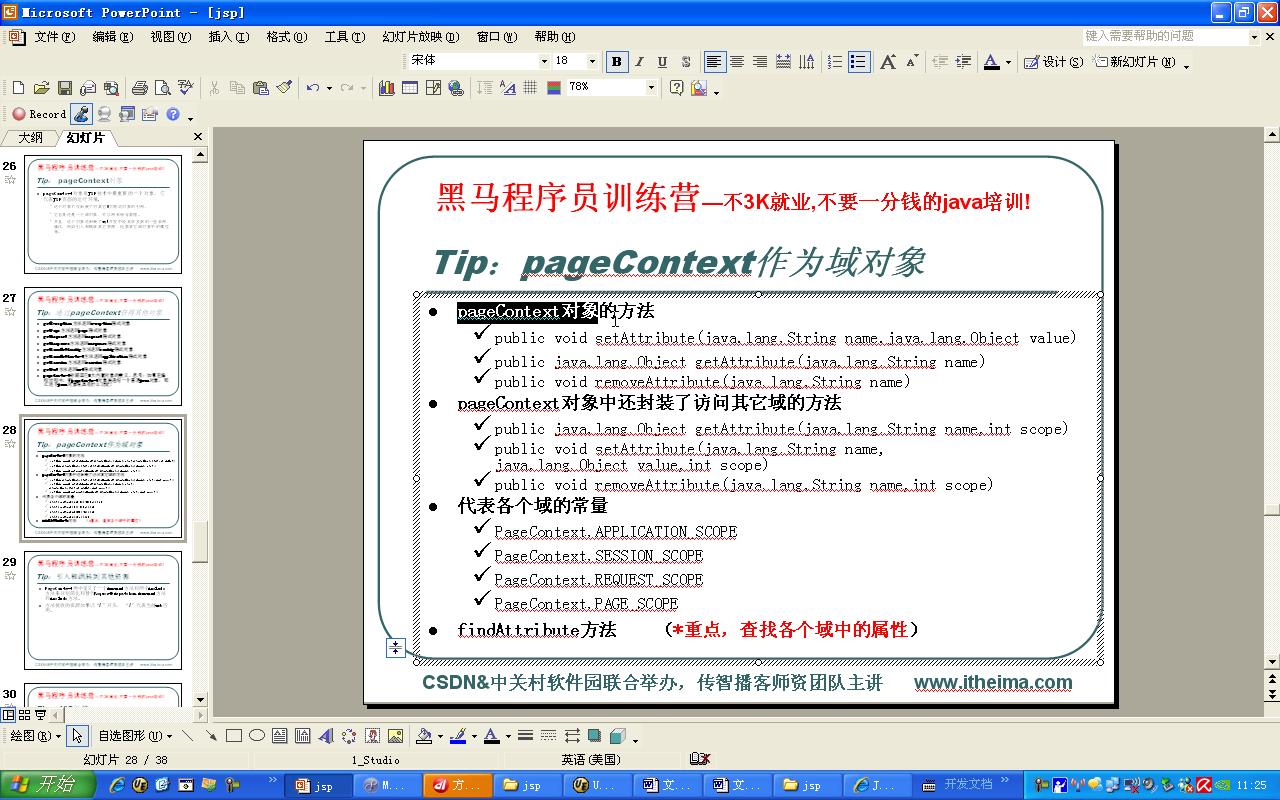 Microsoft PowerPoint - [jsp]
文件(F) 编辑(E) 视图(V) 插入(I) 格式(O) 工具(T) 幻灯片放映(D) 窗口(W) 帮助(H)
键入需要帮助的问题
宋体 18 B I U S 设计(S) 新幻灯片(N)
78%
Record
大纲 幻灯片
26
27
28
29
30
黑马程序员训练营—不3K就业,不要一分钱的java培训!
Tip: pageContext作为域对象
pageContext对象的方法
public void setAttribute(java.lang.String name,java.lang.Object value)
public java.lang.Object getAttribute(java.lang.String name)
public void removeAttribute(java.lang.String name)
pageContext对象中还封装了访问其它域的方法
public java.lang.Object getAttribute(java.lang.String name,int scope)
public void setAttribute(java.lang.String name,
java.lang.Object value,int scope)
public void removeAttribute(java.lang.String name,int scope)
代表各个域的常量
PageContext.APPLICATION_SCOPE
PageContext.SESSION_SCOPE
PageContext.REQUEST_SCOPE
PageContext.PAGE_SCOPE
findAttribute方法 （*重点，查找各个域中的属性）
CSDN&中关村软件园联合举办，传智播客师资团队主讲 www.itheima.com
绘图(R) 自选图形(U)
幻灯片 28 / 38 1_Studio 英语(美国)
开始 jsp M... 方... jsp U... 文... 文... jsp J... 开发文档 11:25